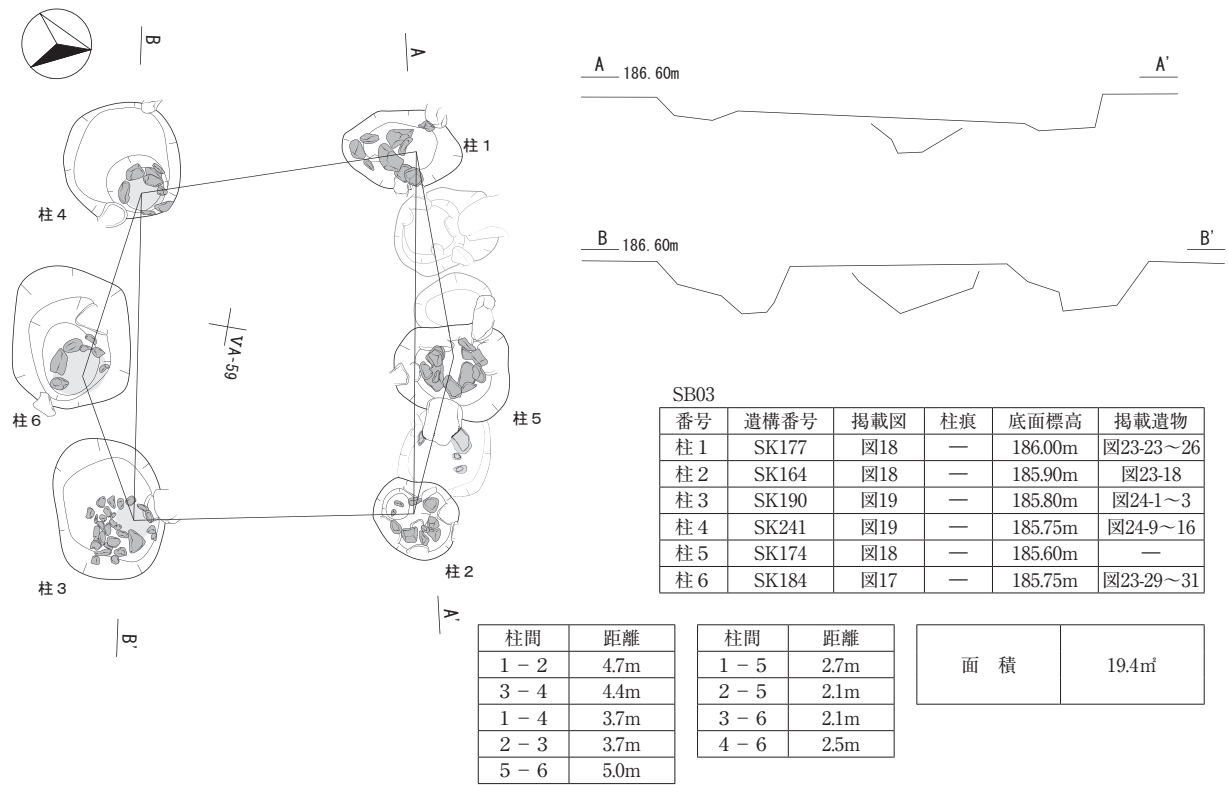 B
A
柱1
柱4
ⅤA-59
柱6
柱5
柱3
柱2
B'
A'
A 186.60m A'
B 186.60m B'
SB03
番号 遺構番号 掲載図 柱痕 底面標高 掲載遺物
柱1 SK177 図18 ― 186.00m 図23-23~26
柱2 SK164 図18 ― 185.90m 図23-18
柱3 SK190 図19 ― 185.80m 図24-1~3
柱4 SK241 図19 ― 185.75m 図24-9~16
柱5 SK174 図18 ― 185.60m ―
柱6 SK184 図17 ― 185.75m 図23-29~31
柱間 距離
1-2 4.7m
3-4 4.4m
1-4 3.7m
2-3 3.7m
5-6 5.0m
柱間 距離
1-5 2.7m
2-5 2.1m
3-6 2.1m
4-6 2.5m
面 積 19.4㎡